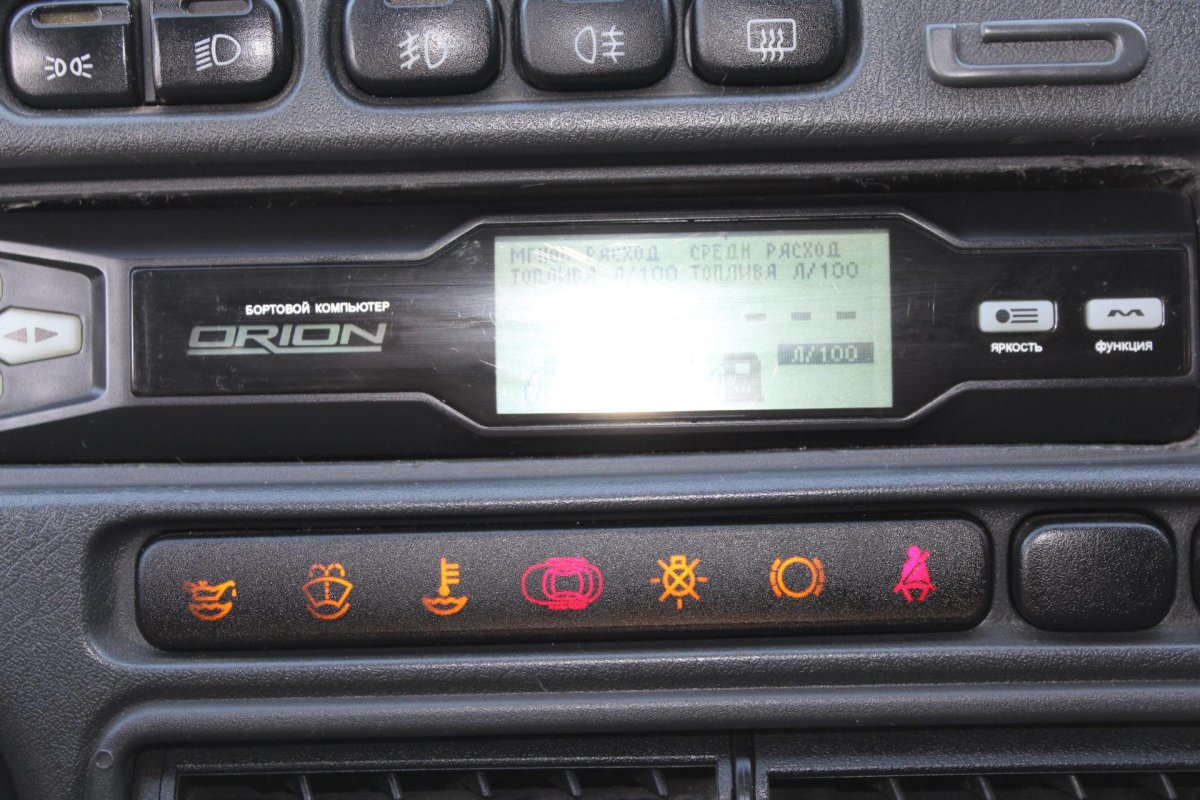 БОРТОВОЙ КОМПЬЮТЕР
ORION
МГНОВ РАСХОД СРЕДН РАСХОД
ТОПЛИВА Л/100 ТОПЛИВА Л/100
- - -
Л/100
ЯРКОСТЬ
ФУНКЦИЯ